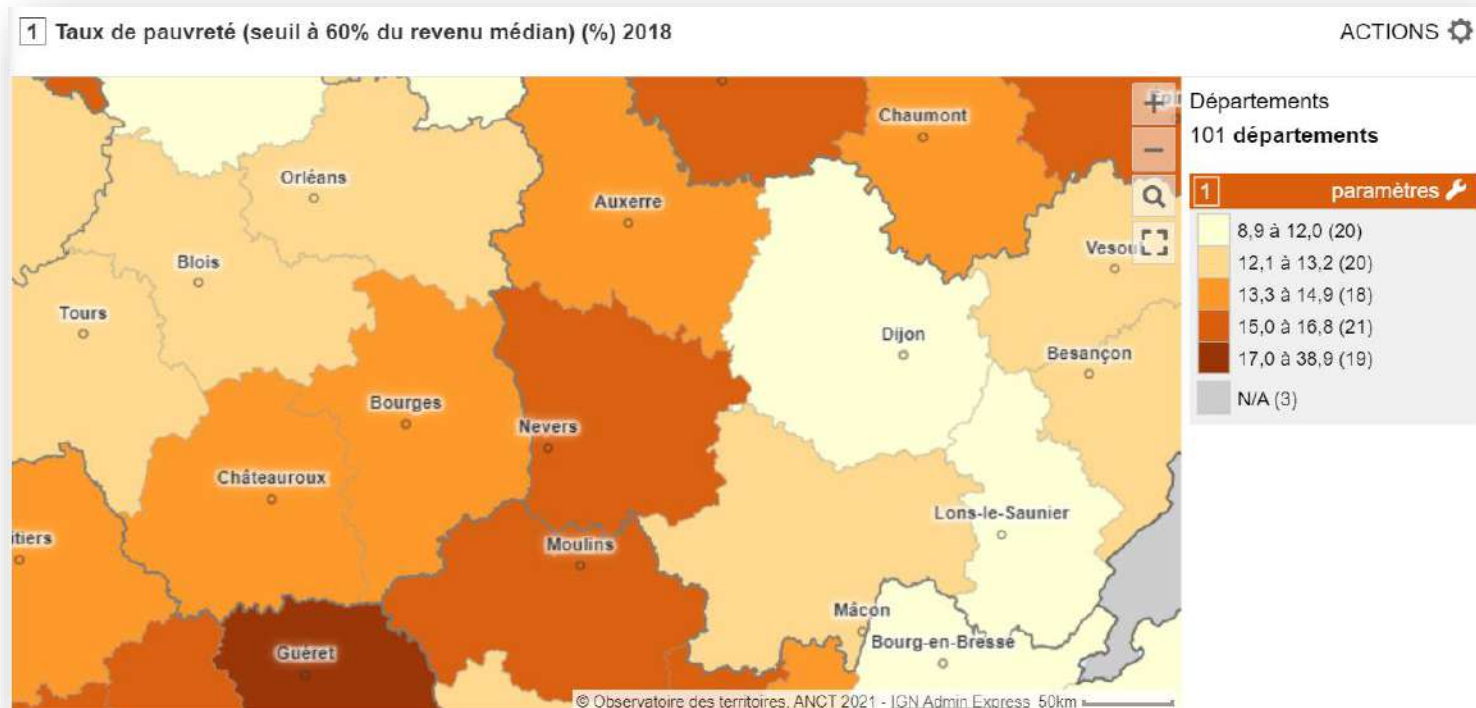 1 Taux de pauvreté (seuil à 60% du revenu médian) (%) 2018
ACTIONS
Départements
101 départements
1 paramètres
8,9 à 12,0 (20)
12,1 à 13,2 (20)
13,3 à 14,9 (18)
15,0 à 16,8 (21)
17,0 à 38,9 (19)
N/A (3)
Chaumont
Orléans
Auxerre
Blois
Vesoul
Tours
Dijon
Besançon
Bourges
Nevers
Châteauroux
Lons-le-Saunier
itiers
Moulins
Mâcon
Bourg-en-Bresse
Guéret
© Observatoire des territoires, ANCT 2021 - IGN Admin Express 50km